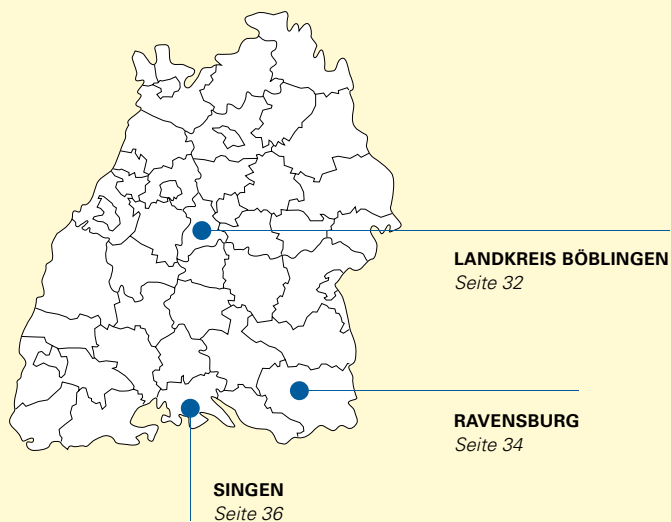 LANDKREIS BÖBLINGEN
Seite 32
RAVENSBURG
Seite 34
SINGEN
Seite 36